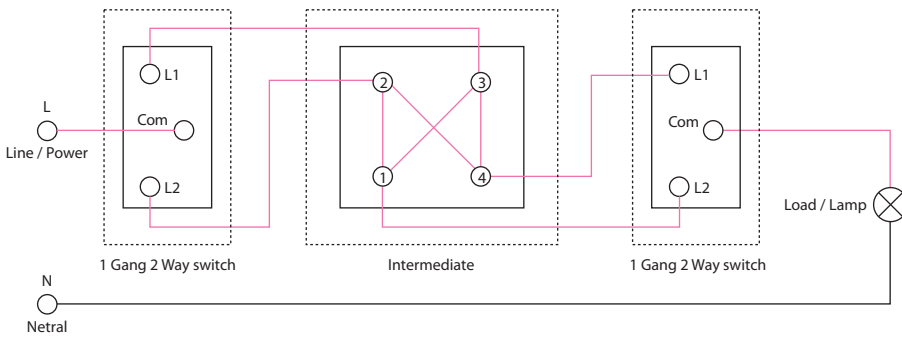 L
Line / Power
L1
Com
L2
1 Gang 2 Way switch
2
3
1
4
Intermediate
L1
Com
L2
1 Gang 2 Way switch
Load / Lamp
N
Netral